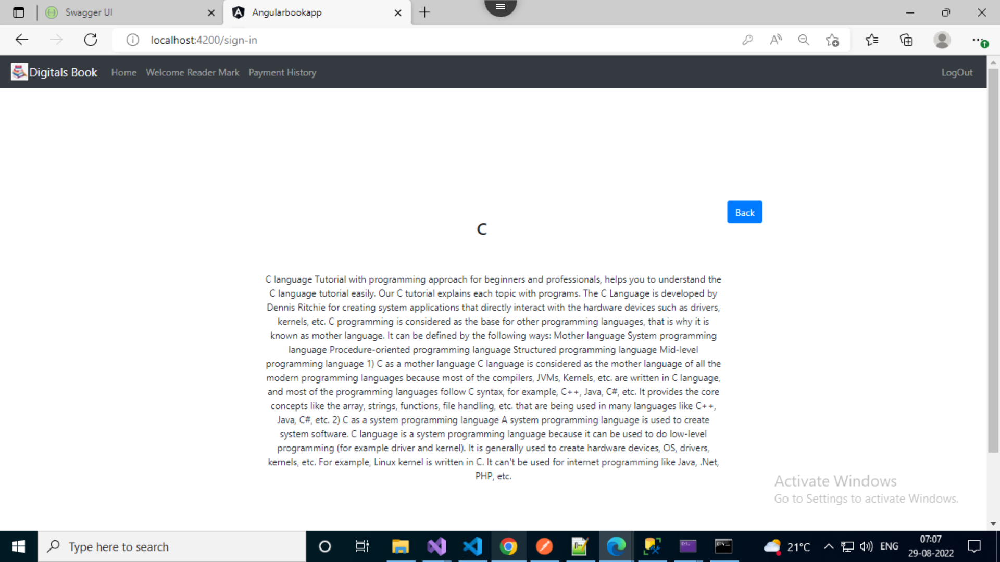 Swagger UI
Angularbookapp
localhost:4200/sign-in
Digitals Book Home Welcome Reader Mark Payment History LogOut
Back
C
C language Tutorial with programming approach for beginners and professionals, helps you to understand the
C language tutorial easily. Our C tutorial explains each topic with programs. The C Language is developed by
Dennis Ritchie for creating system applications that directly interact with the hardware devices such as drivers,
kernels, etc. C programming is considered as the base for other programming languages, that is why it is
known as mother language. It can be defined by the following ways: Mother language System programming
language Procedure-oriented programming language Structured programming language Mid-level
programming language 1) C as a mother language C language is considered as the mother language of all the
modern programming languages because most of the compilers, JVMs, Kernels, etc. are written in C language,
and most of the programming languages follow C syntax, for example, C++, Java, C#, etc. It provides the core
concepts like the array, strings, functions, file handling, etc. that are being used in many languages like C++,
Java, C#, etc. 2) C as a system programming language A system programming language is used to create
system software. C language is a system programming language because it can be used to do low-level
programming (for example driver and kernel). It is generally used to create hardware devices, OS, drivers,
kernels, etc. For example, Linux kernel is written in C. It can't be used for internet programming like Java, .Net,
PHP, etc.
Activate Windows
Go to Settings to activate Windows.
Type here to search
21°C
ENG
07:07
29-08-2022